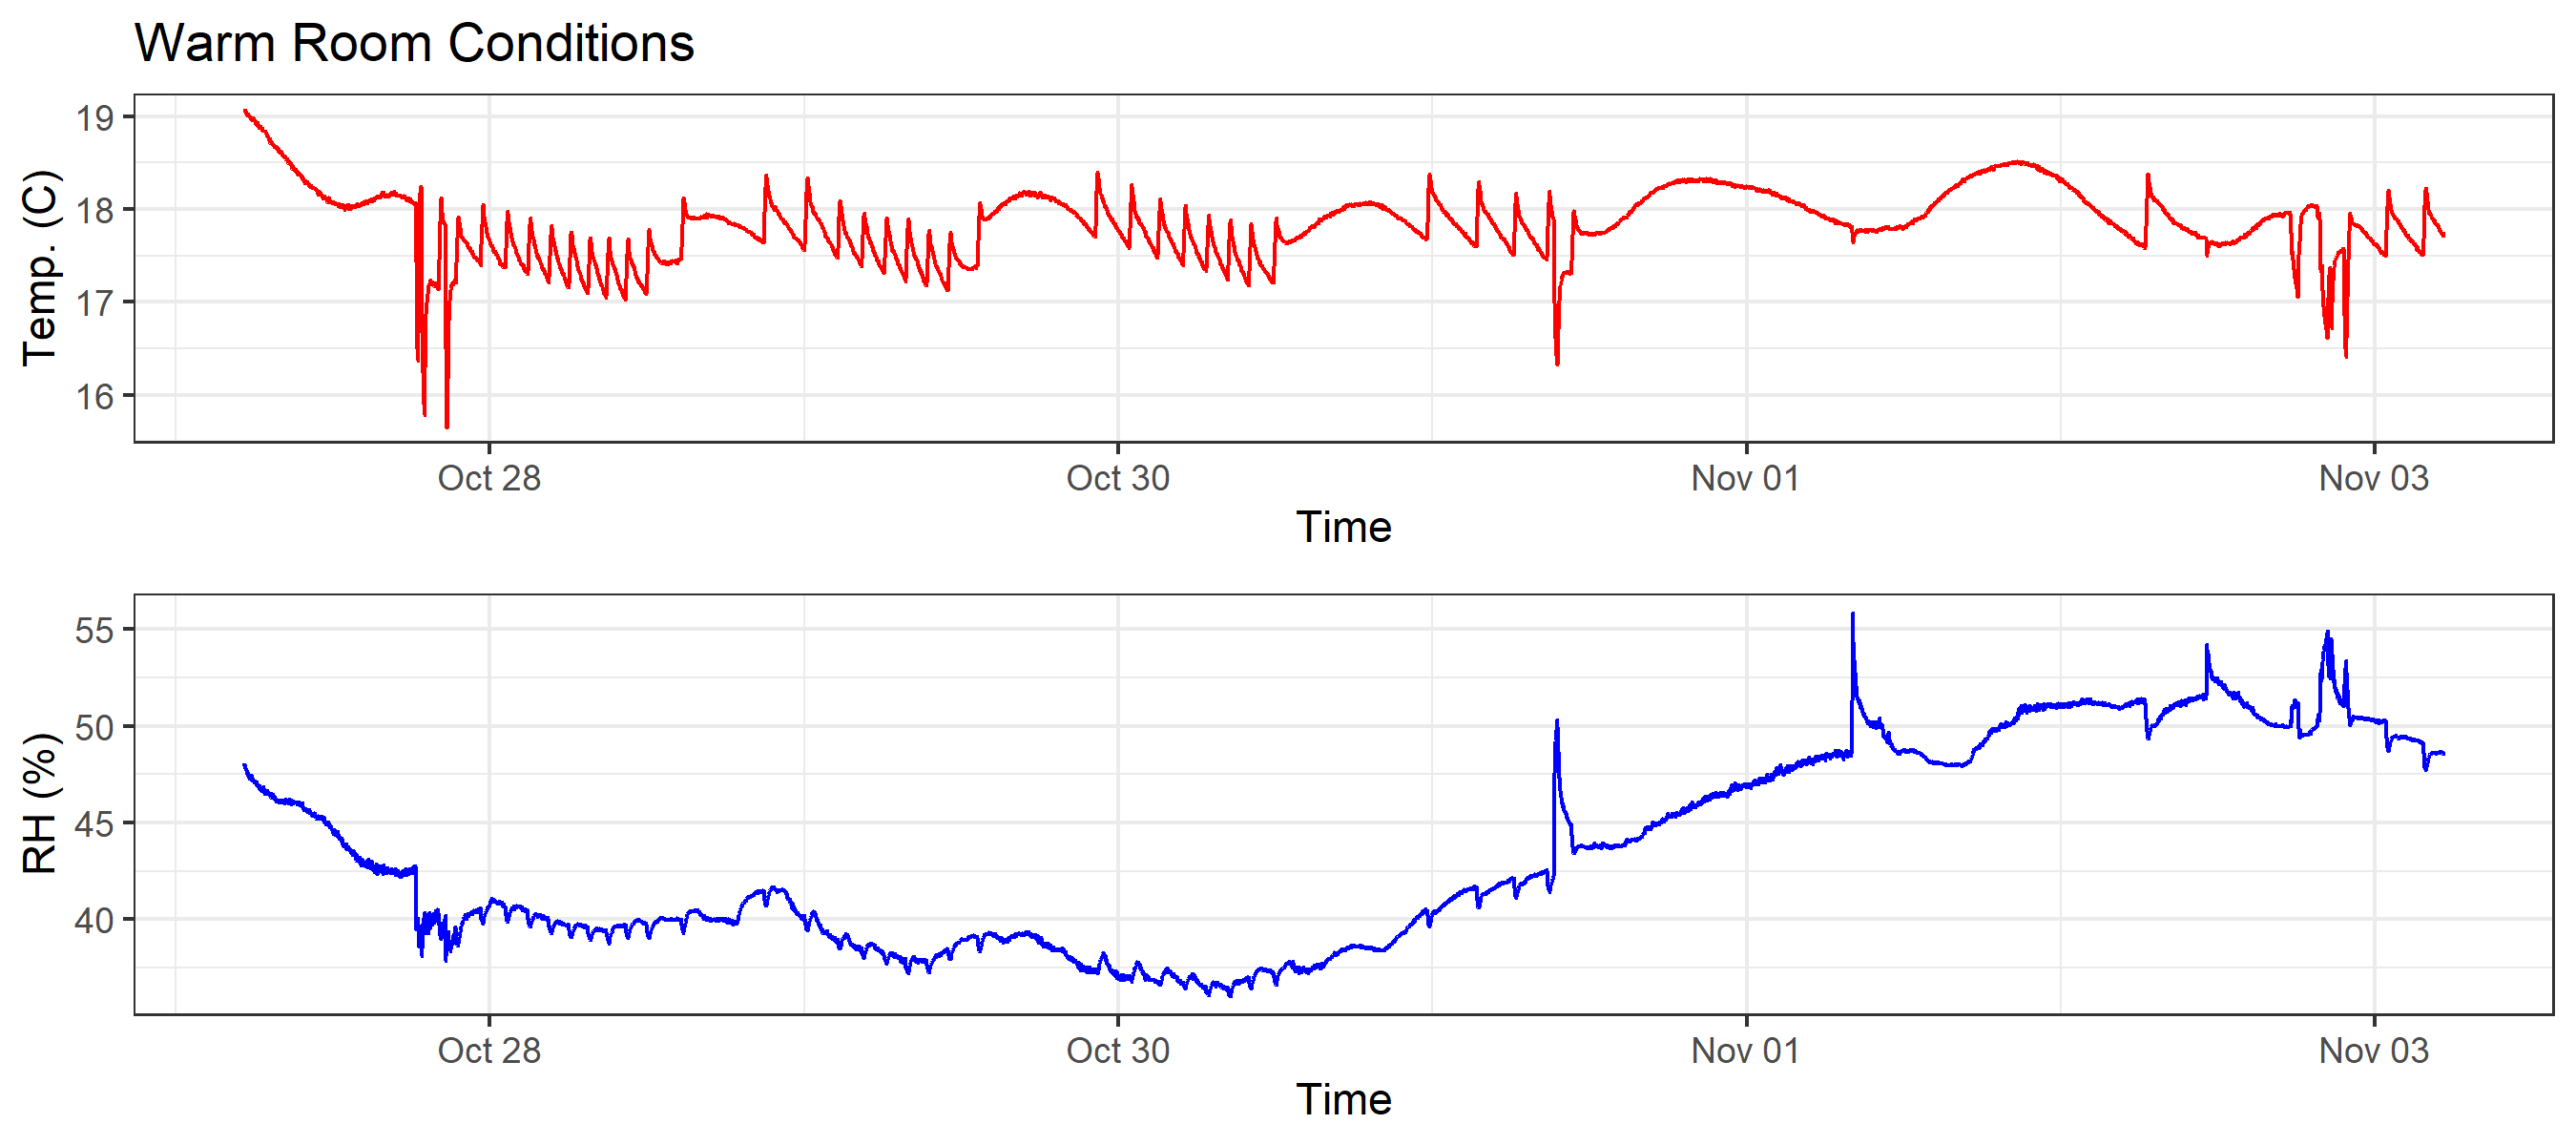 Warm Room Conditions
Temp. (C)
19
18
17
16
Oct 28 Oct 30 Nov 01 Nov 03
Time
RH (%)
55
50
45
40
Oct 28 Oct 30 Nov 01 Nov 03
Time